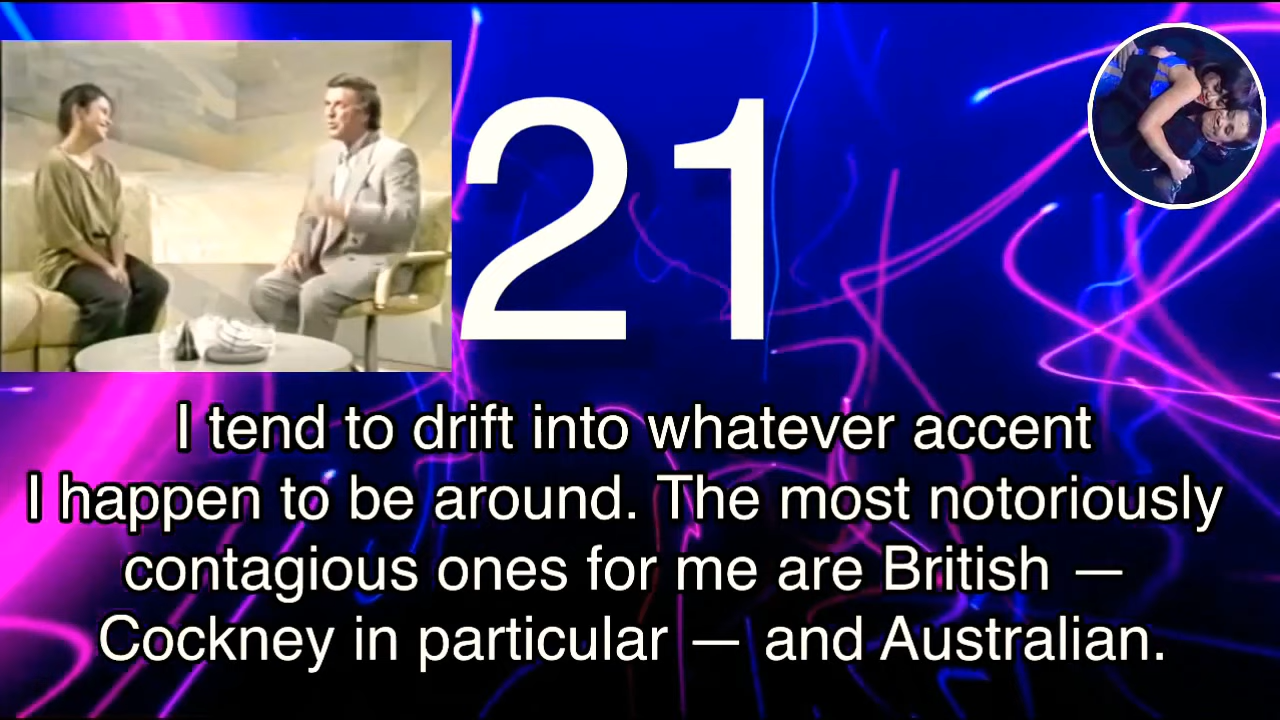 21
I tend to drift into whatever accent
I happen to be around. The most notoriously
contagious ones for me are British —
Cockney in particular — and Australian.